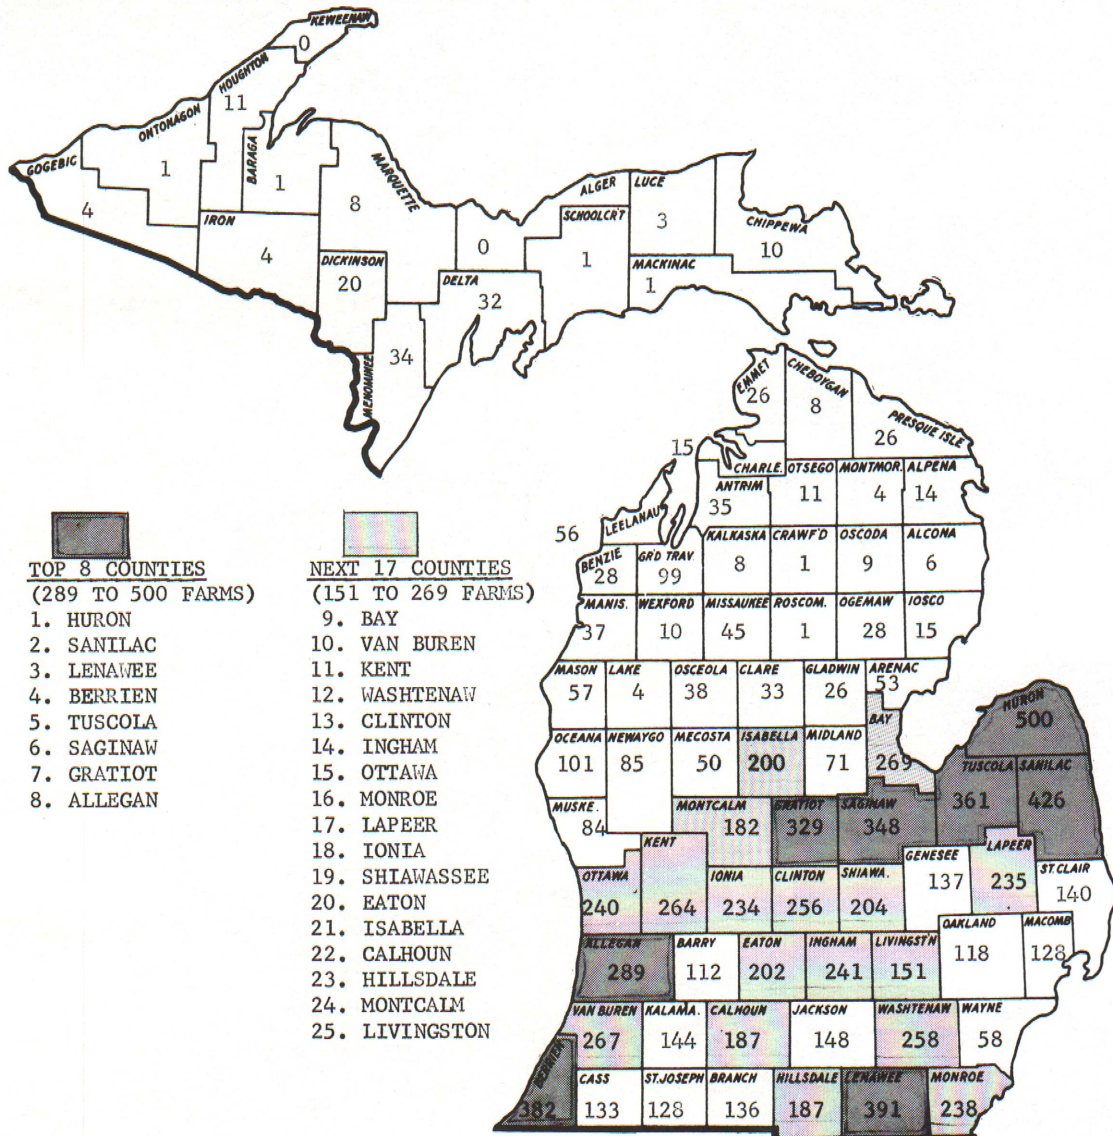 KEWEENAW
0
HOUGHTON
11
ONTONAGON
1
GOGEBIC
4
BARAGA
1
MARQUETTE
8
IRON
4
DICKINSON
20
MENOMINEE
34
DELTA
32
ALGER
0
SCHOOLCR'T
1
LUCE
3
CHIPPEWA
10
MACKINAC
1
EMMET
26
CHEBOYGAN
8
PRESQUE ISLE
26
15
CHARLE.
OTSEGO
11
MONTMOR.
4
ALPENA
14
ANTRIM
35
56
LEELANAU
BENZIE
28
GR'D TRAV.
99
KALKASKA
8
CRAWF'D
1
OSCODA
9
ALCONA
6
MANIS.
37
WEXFORD
10
MISSAUKEE
45
ROSCOM.
1
OGEMAW
28
IOSCO
15
MASON
57
LAKE
4
OSCEOLA
38
CLARE
33
GLADWIN
26
ARENAC
53
HURON
500
OCEANA
101
NEWAYGO
85
MECOSTA
50
ISABELLA
200
MIDLAND
71
BAY
269
TUSCOLA
361
SANILAC
426
MUSKE.
84
MONTCALM
182
GRATIOT
329
SAGINAW
348
KENT
264
OTTAWA
240
IONIA
234
CLINTON
256
SHIAWA.
204
GENESEE
137
LAPEER
235
ST. CLAIR
140
ALLEGAN
289
BARRY
112
EATON
202
INGHAM
241
LIVINGST'N
151
OAKLAND
118
MACOMB
128
VAN BUREN
267
KALAMA.
144
CALHOUN
187
JACKSON
148
WASHTENAW
258
WAYNE
58
BERRIEN
382
CASS
133
ST.JOSEPH
128
BRANCH
136
HILLSDALE
187
LENAWEE
391
MONROE
238
TOP 8 COUNTIES
(289 TO 500 FARMS)
1. HURON
2. SANILAC
3. LENAWEE
4. BERRIEN
5. TUSCOLA
6. SAGINAW
7. GRATIOT
8. ALLEGAN
NEXT 17 COUNTIES
(151 TO 269 FARMS)
9. BAY
10. VAN BUREN
11. KENT
12. WASHTENAW
13. CLINTON
14. INGHAM
15. OTTAWA
16. MONROE
17. LAPEER
18. IONIA
19. SHIAWASSEE
20. EATON
21. ISABELLA
22. CALHOUN
23. HILLSDALE
24. MONTCALM
25. LIVINGSTON